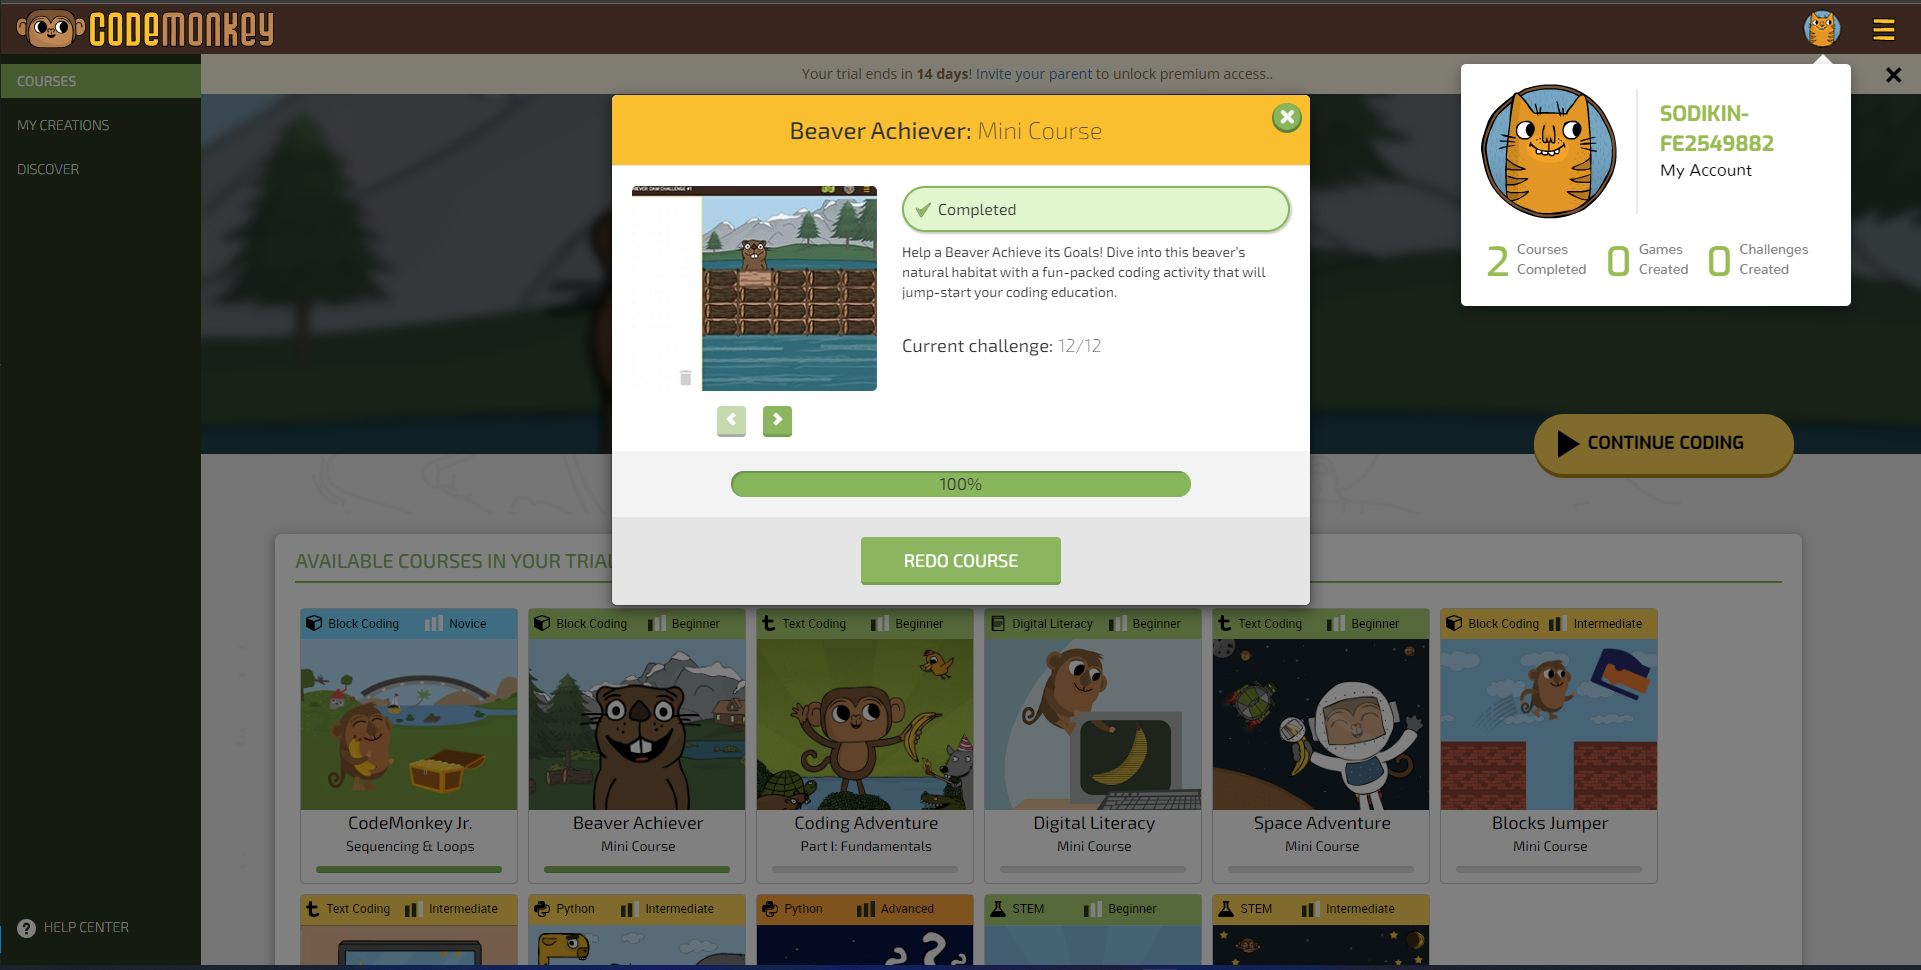 CODEMONKEY
COURSES
MY CREATIONS
DISCOVER
HELP CENTER
Your trial ends in 14 days! Invite your parent to unlock premium access..
SODIKIN-
FE2549882
My Account
2 Courses Completed
0 Games Created
0 Challenges Created
CONTINUE CODING
Beaver Achiever: Mini Course
Completed
Help a Beaver Achieve its Goals! Dive into this beaver's
natural habitat with a fun-packed coding activity that will
jump-start your coding education.
Current challenge: 12/12
100%
REDO COURSE
AVAILABLE COURSES IN YOUR TRIAL
Block Coding Novice
CodeMonkey Jr.
Sequencing & Loops
Block Coding Beginner
Beaver Achiever
Mini Course
Text Coding Beginner
Coding Adventure
Part I: Fundamentals
Digital Literacy Beginner
Digital Literacy
Mini Course
Text Coding Beginner
Space Adventure
Mini Course
Block Coding Intermediate
Blocks Jumper
Mini Course
Text Coding Intermediate
Python Intermediate
Python Advanced
STEM Beginner
STEM Intermediate